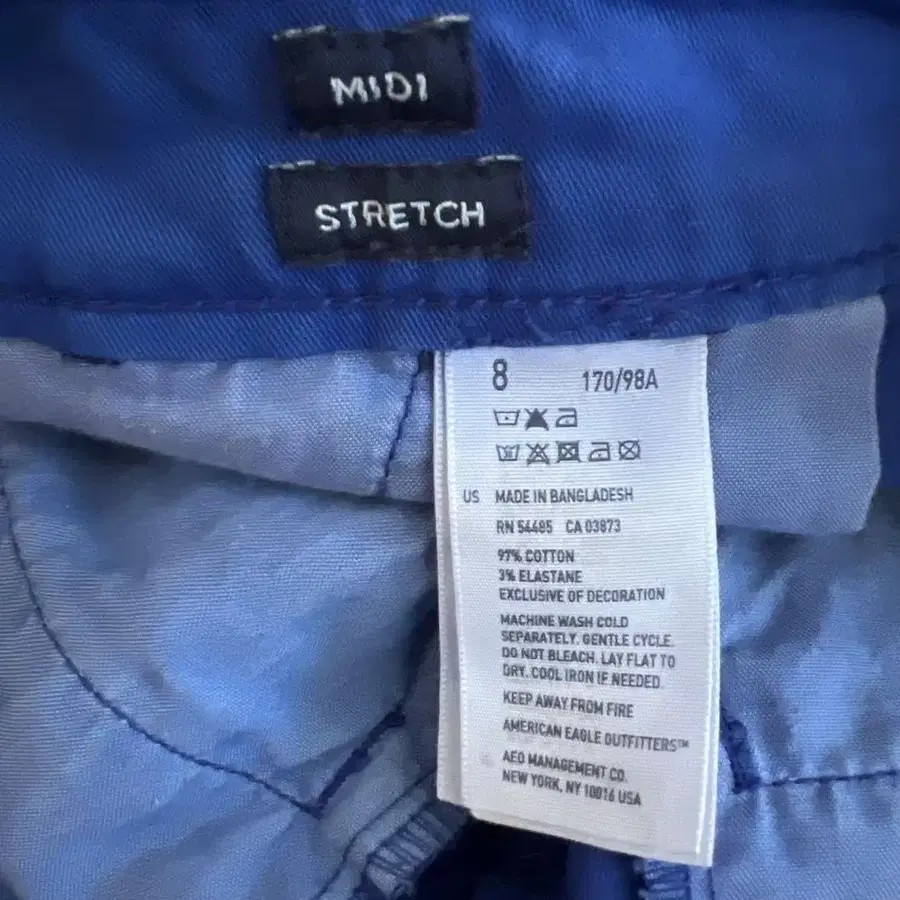 MIDI
STRETCH
8 170/98A
US MADE IN BANGLADESH
RN 54485 CA 03873
97% COTTON
3% ELASTANE
EXCLUSIVE OF DECORATION
MACHINE WASH COLD
SEPARATELY. GENTLE CYCLE.
DO NOT BLEACH. LAY FLAT TO
DRY. COOL IRON IF NEEDED.
KEEP AWAY FROM FIRE
AMERICAN EAGLE OUTFITTERS™
AEO MANAGEMENT CO.
NEW YORK, NY 10016 USA